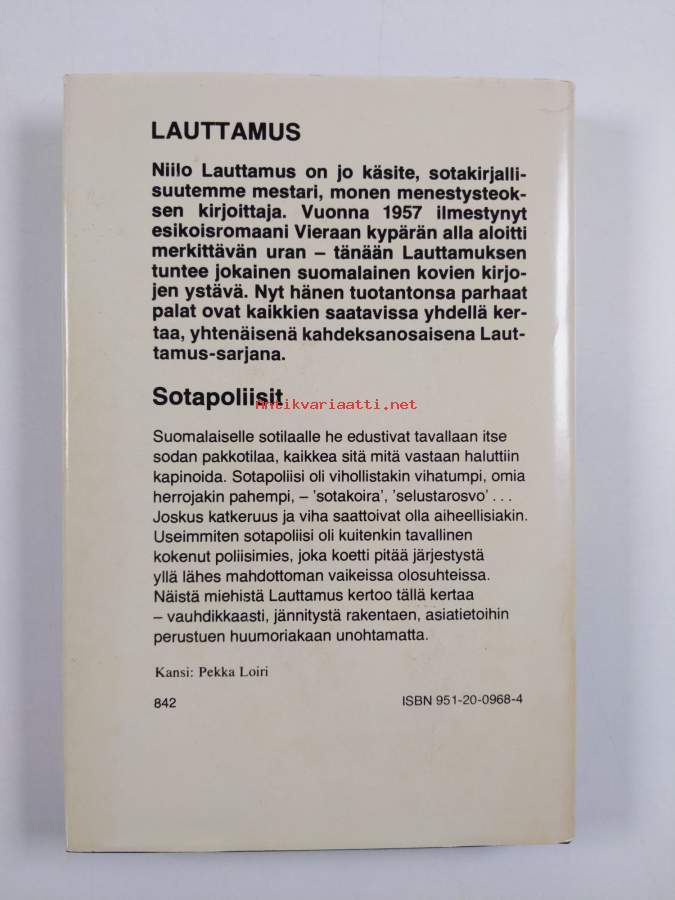 LAUTTAMUS
Niilo Lauttamus on jo käsite, sotakirjalli-
suutemme mestari, monen menestysteok-
sen kirjoittaja. Vuonna 1957 ilmestynyt
esikoisromaani Vieraan kypärän alla aloitti
merkittävän uran – tänään Lauttamuksen
tuntee jokainen suomalainen kovien kirjo-
jen ystävä. Nyt hänen tuotantonsa parhaat
palat ovat kaikkien saatavissa yhdellä ker-
taa, yhtenäisenä kahdeksanosaisena Laut-
tamus-sarjana.
Sotapoliisit
Antikvariaatti.net
Suomalaiselle sotilaalle he edustivat tavallaan itse
sodan pakkotilaa, kaikkea sitä mitä vastaan haluttiin
kapinoida. Sotapoliisi oli vihollistakin vihatumpi, omia
herrojakin pahempi, – 'sotakoira', 'selustarosvo' . . .
Joskus katkeruus ja viha saattoivat olla aiheellisiakin.
Useimmiten sotapoliisi oli kuitenkin tavallinen
kokenut poliisimies, joka koetti pitää järjestystä
yllä lähes mahdottoman vaikeissa olosuhteissa.
Näistä miehistä Lauttamus kertoo tällä kertaa
– vauhdikkaasti, jännitystä rakentaen, asiatietoihin
perustuen huumoriakaan unohtamatta.
Kansi: Pekka Loiri
842 ISBN 951-20-0968-4